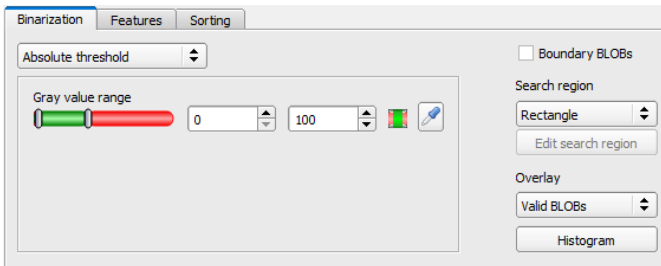 Binarization Features Sorting
Absolute threshold
Boundary BLOBs
Gray value range
0 100
Search region
Rectangle
Edit search region
Overlay
Valid BLOBs
Histogram